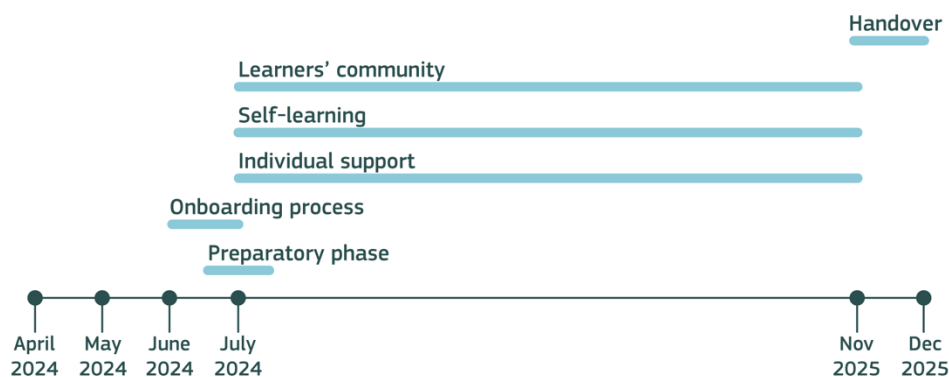 Handover
Learners’ community
Self-learning
Individual support
Onboarding process
Preparatory phase
April
2024
May
2024
June
2024
July
2024
Nov
2025
Dec
2025